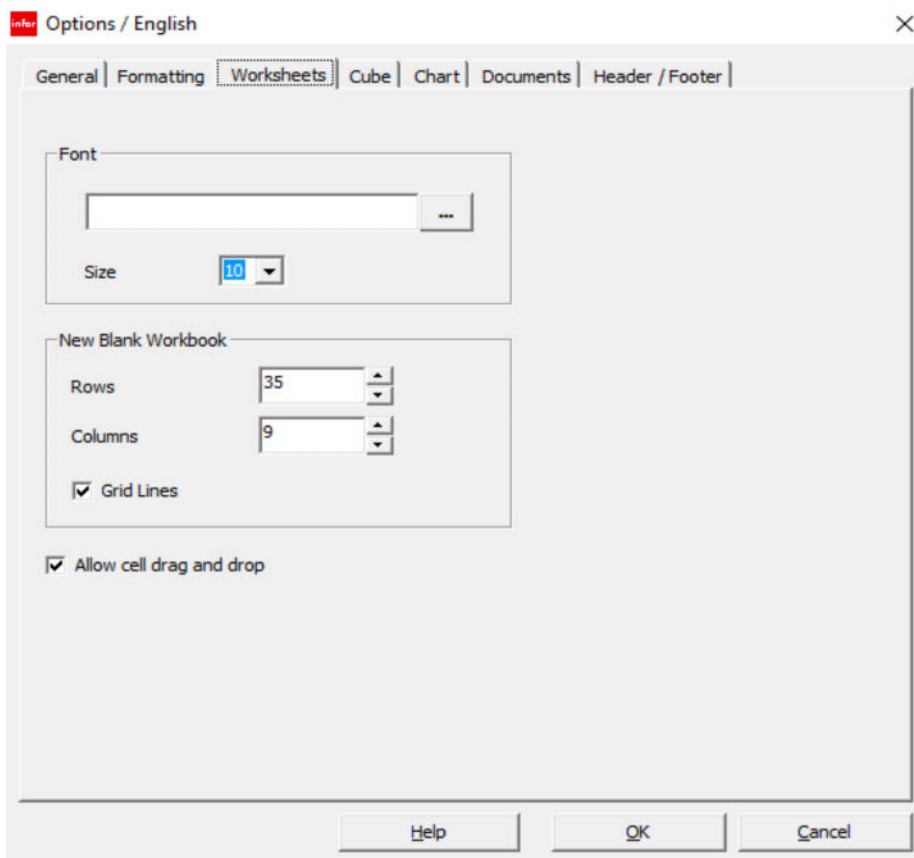 infor Options / English
General Formatting Worksheets Cube Chart Documents Header / Footer
Font
...
Size 10
New Blank Workbook
Rows 35
Columns 9
Grid Lines
Allow cell drag and drop
Help OK Cancel